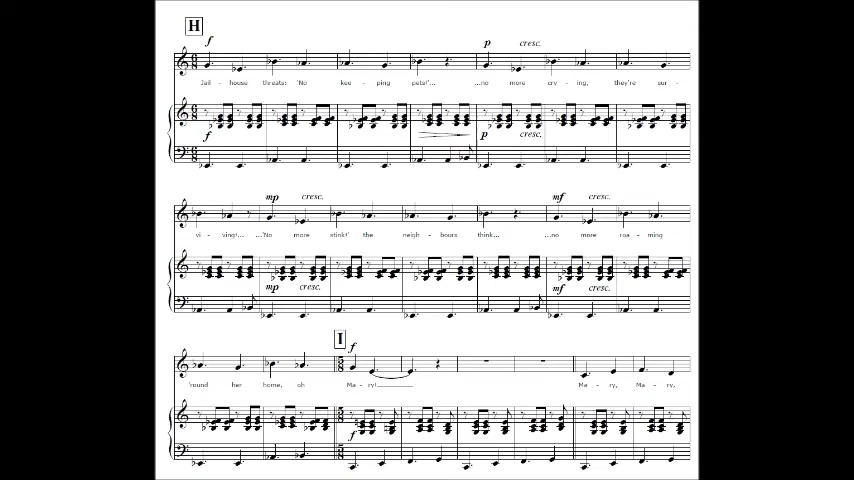 H
f
p cresc.
Jail - house threats: 'No kee - ping pets!'... ...no more cry - ing, they're sur -
f p cresc.
mp cresc. mf cresc.
vi - ving!... ...'No more stink!' the neigh - bours think... ...no more roa - ming
mp cresc. mf cresc.
I
f
'round her home, oh Ma - ry! Ma - ry, Ma - ry,
f